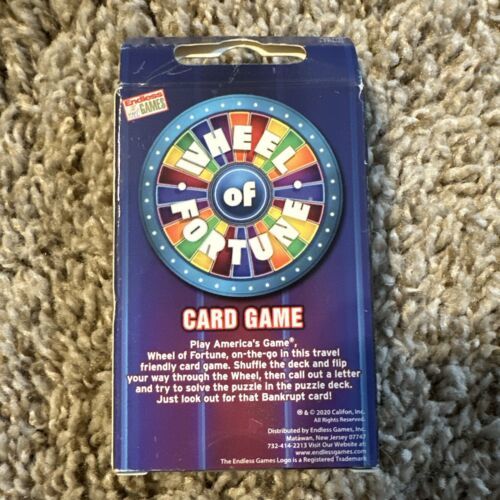 Endless
GAMES
WHEEL
OF
FORTUNE
CARD GAME
Play America's Game®,
Wheel of Fortune, on-the-go in this travel
friendly card game. Shuffle the deck and flip
your way through the Wheel, then call out a letter
and try to solve the puzzle in the puzzle deck.
Just look out for that Bankrupt card!
® & © 2020 Califon, Inc.
All Rights Reserved.
Distributed by Endless Games, Inc.
Matawan, New Jersey 07747
732-414-2213 Visit our Website at:
www.endlessgames.com
The Endless Games Logo is a Registered Trademark